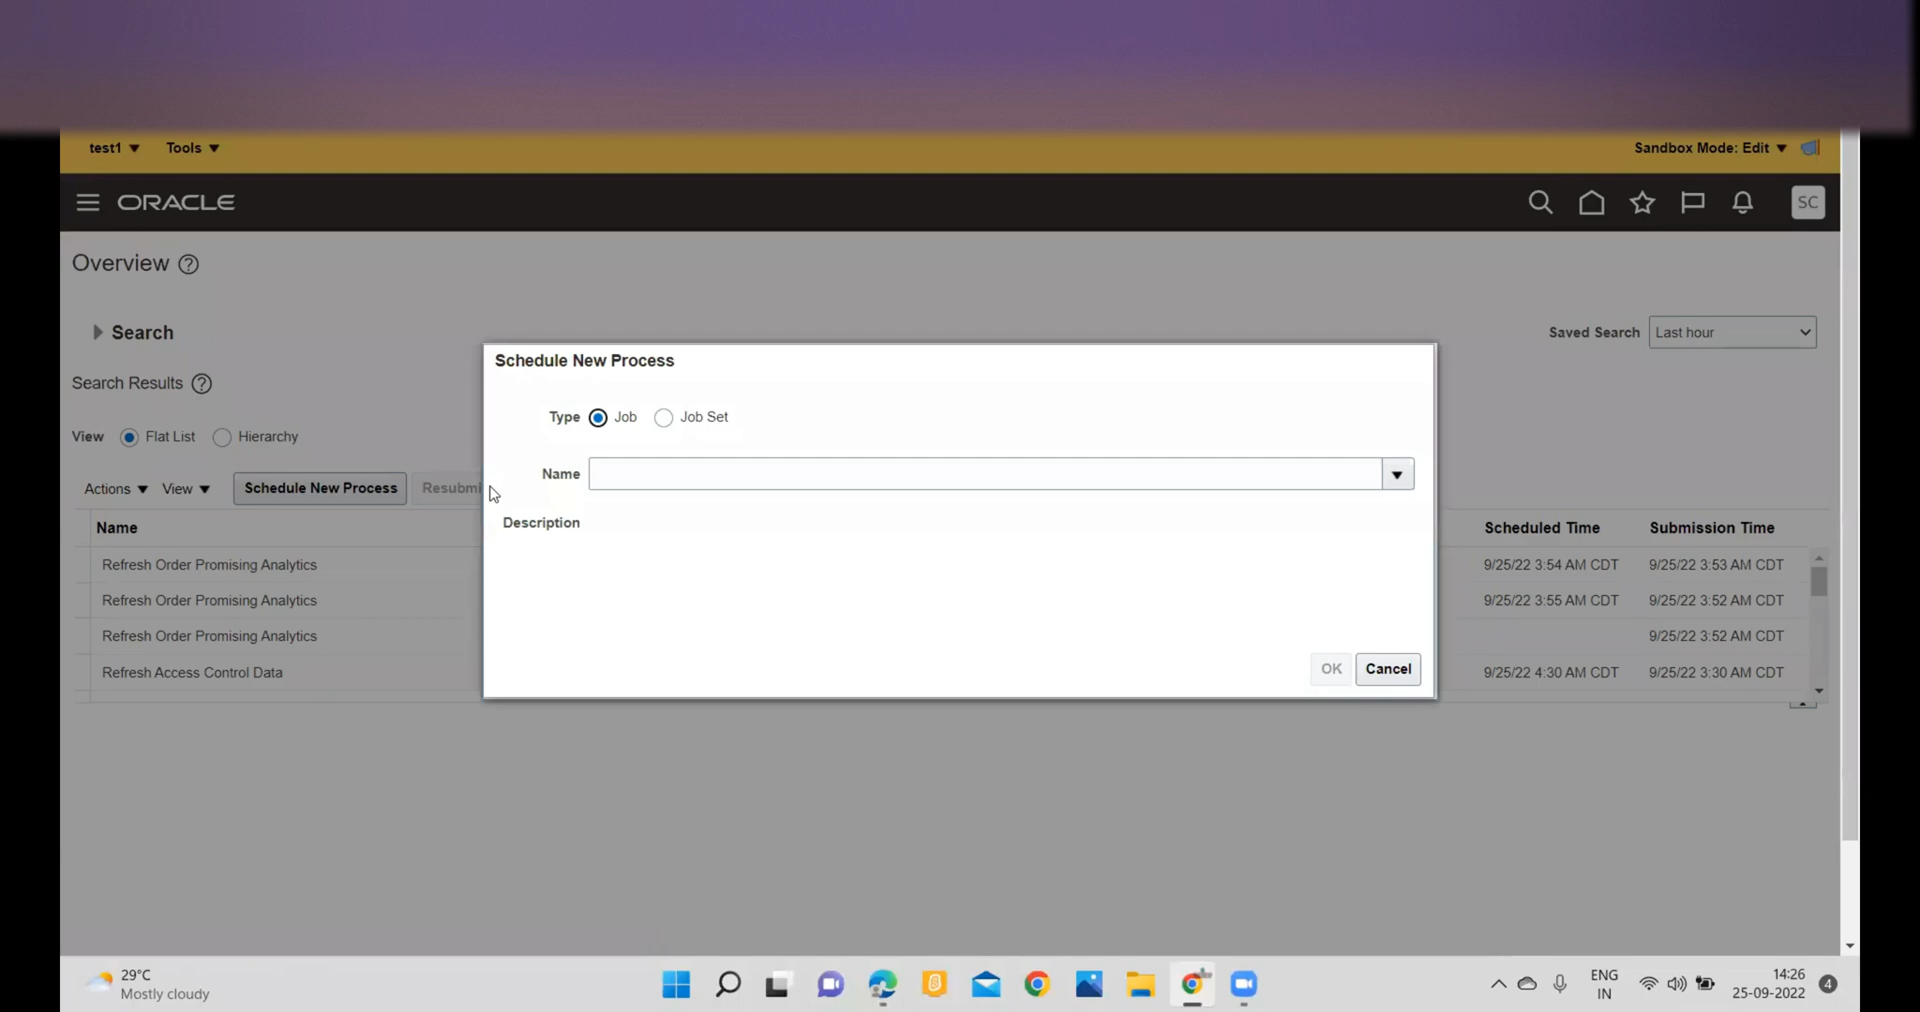 test1 Tools Sandbox Mode: Edit
ORACLE SC
Overview
Search Saved Search Last hour
Search Results
View Flat List Hierarchy
Actions View Schedule New Process Resubmi
Name Scheduled Time Submission Time
Refresh Order Promising Analytics 9/25/22 3:54 AM CDT 9/25/22 3:53 AM CDT
Refresh Order Promising Analytics 9/25/22 3:55 AM CDT 9/25/22 3:52 AM CDT
Refresh Order Promising Analytics 9/25/22 3:52 AM CDT
Refresh Access Control Data 9/25/22 4:30 AM CDT 9/25/22 3:30 AM CDT
Schedule New Process
Type Job Job Set
Name
Description
OK Cancel
29°C
Mostly cloudy
ENG
IN
14:26
25-09-2022
4